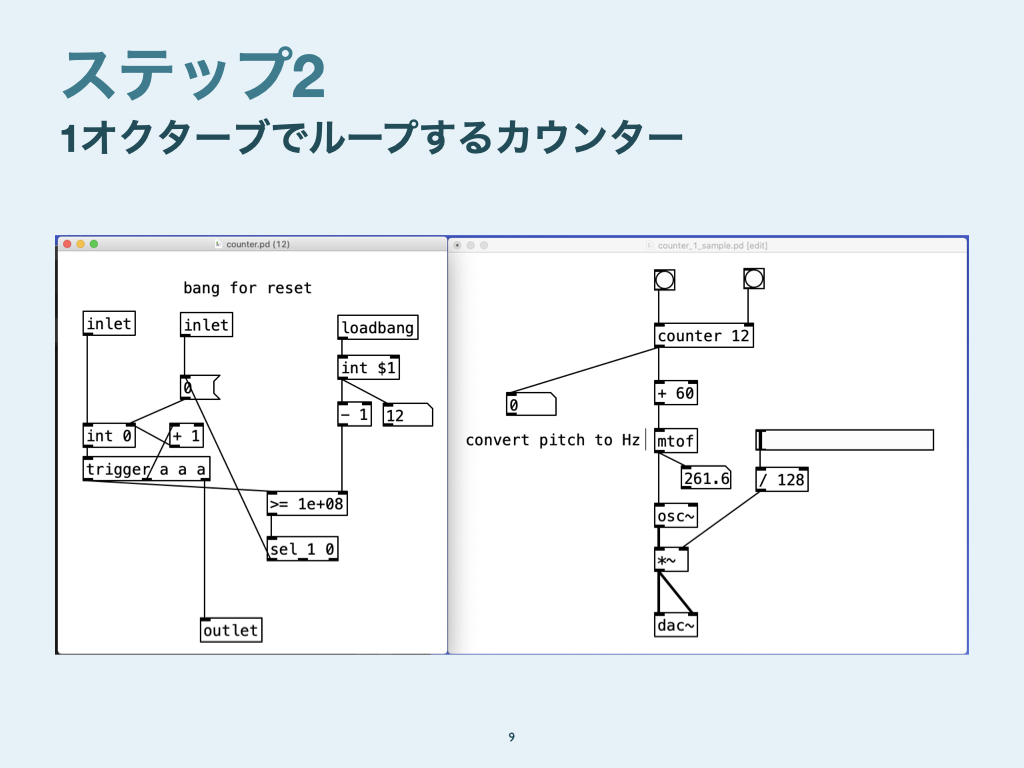 ステップ2
1オクターブでループするカウンター
counter.pd (12)
bang for reset
inlet
inlet
loadbang
int $1
0
- 1
12
int 0
+ 1
trigger a a a
>= 1e+08
sel 1 0
outlet
counter_1_sample.pd [edit]
counter 12
0
+ 60
convert pitch to Hz
mtof
261.6
/ 128
osc~
*~
dac~
9